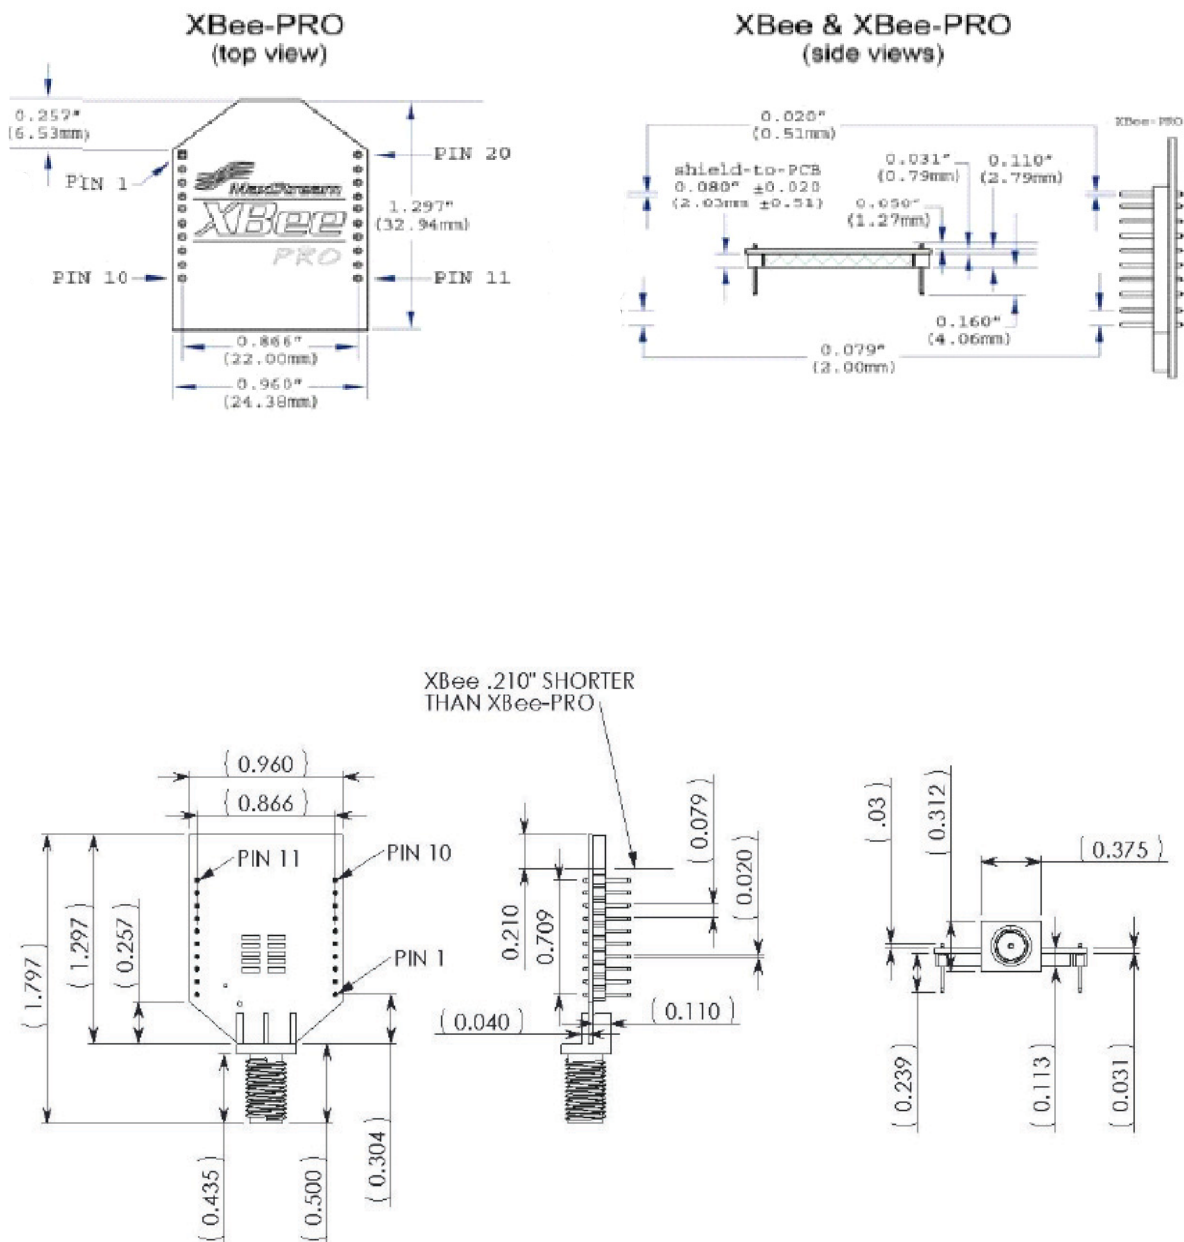 XBee-PRO
(top view)
XBee & XBee-PRO
(side views)
0.257"
(6.53mm)
PIN 1
PIN 20
MaxStream
XBee
PRO
1.297"
(32.94mm)
PIN 10
PIN 11
0.866"
(22.00mm)
0.960"
(24.38mm)
0.020"
(0.51mm)
XBee-PRO
shield-to-PCB
0.080" ±0.020
(2.03mm ±0.51)
0.031"
(0.79mm)
0.110"
(2.79mm)
0.050"
(1.27mm)
0.160"
(4.06mm)
0.079"
(2.00mm)
XBee .210" SHORTER
THAN XBee-PRO
( 0.960 )
( 0.866 )
PIN 11
PIN 10
PIN 1
( 1.797 )
( 1.297 )
( 0.257 )
( 0.435 )
( 0.500 )
( 0.304 )
0.210
0.709
( 0.079 )
( 0.020 )
( 0.040 )
( 0.110 )
( .03 )
( 0.312 )
( 0.375 )
( 0.239 )
( 0.113 )
( 0.031 )